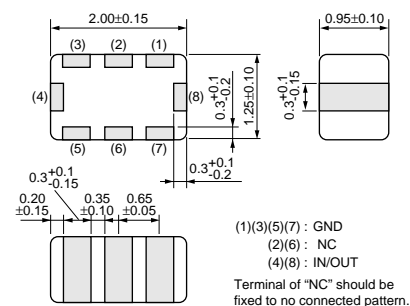 2.00±0.15
0.95±0.10
(3) (2) (1)
(4) (8)
(5) (6) (7)
0.3+0.1-0.2
1.25±0.10
0.3+0.1-0.15
0.3+0.1-0.2
0.3+0.1-0.15
0.20±0.15
0.35±0.10
0.65±0.05
(1)(3)(5)(7) : GND
(2)(6) : NC
(4)(8) : IN/OUT
Terminal of “NC” should be
fixed to no connected pattern.